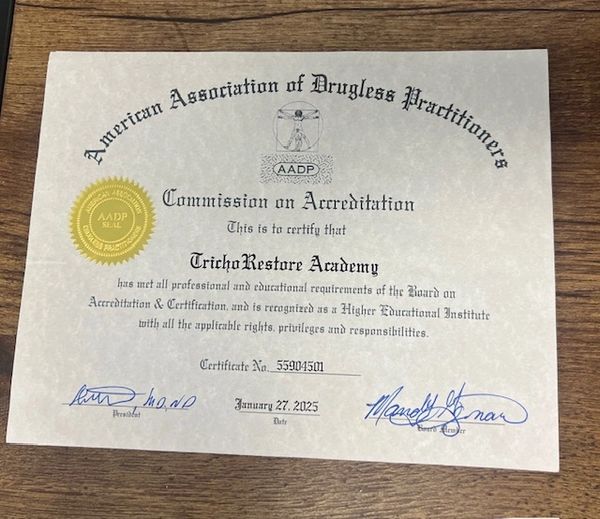 American Association of Drugless Practitioners
AADP
Commission on Accreditation
AADP
SEAL
This is to certify that
TrichoRestore Academy
has met all professional and educational requirements of the Board on
Accreditation & Certification, and is recognized as a Higher Educational Institute
with all the applicable rights, privileges and responsibilities.
Certificate No. 55904501
M.D., N.D
President
January 27, 2025
Date
Board Member